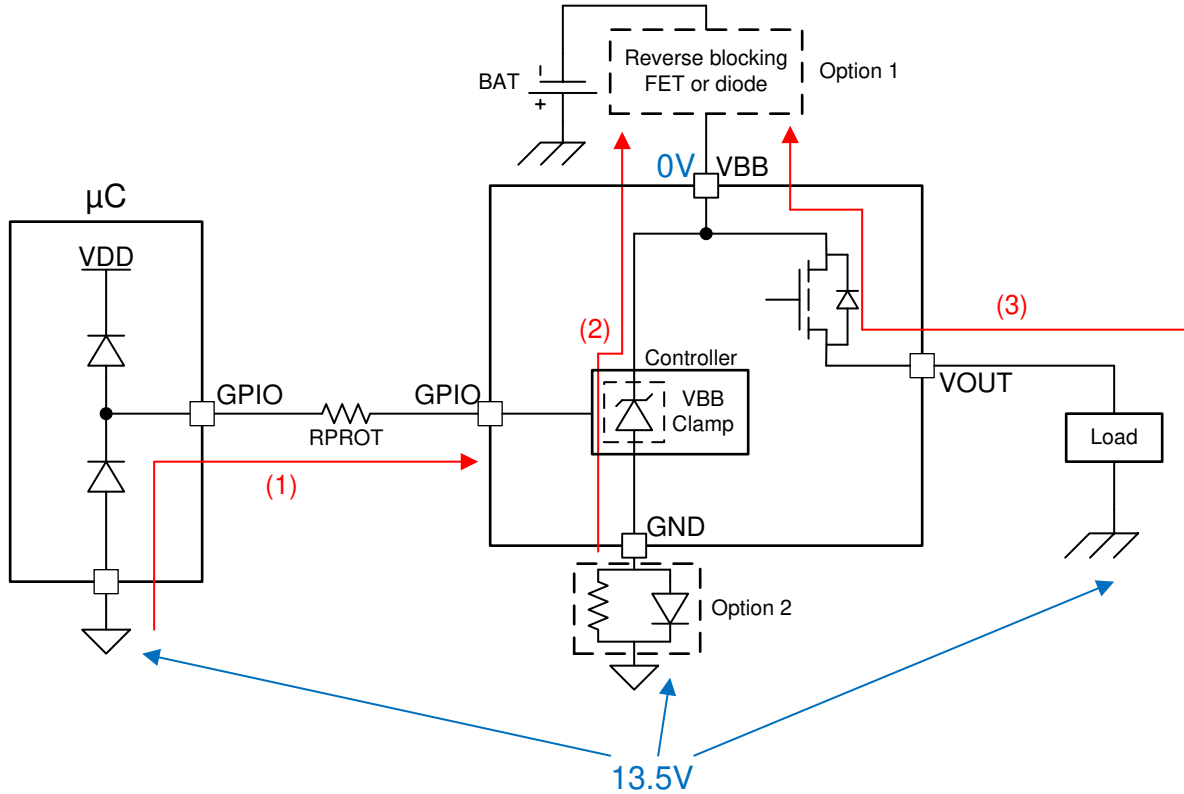 Reverse blocking
FET or diode
Option 1
BAT
-
+
0V
VBB
µC
VDD
(2)
(3)
Controller
VBB
Clamp
GPIO
GPIO
RPROT
VOUT
Load
(1)
GND
Option 2
13.5V